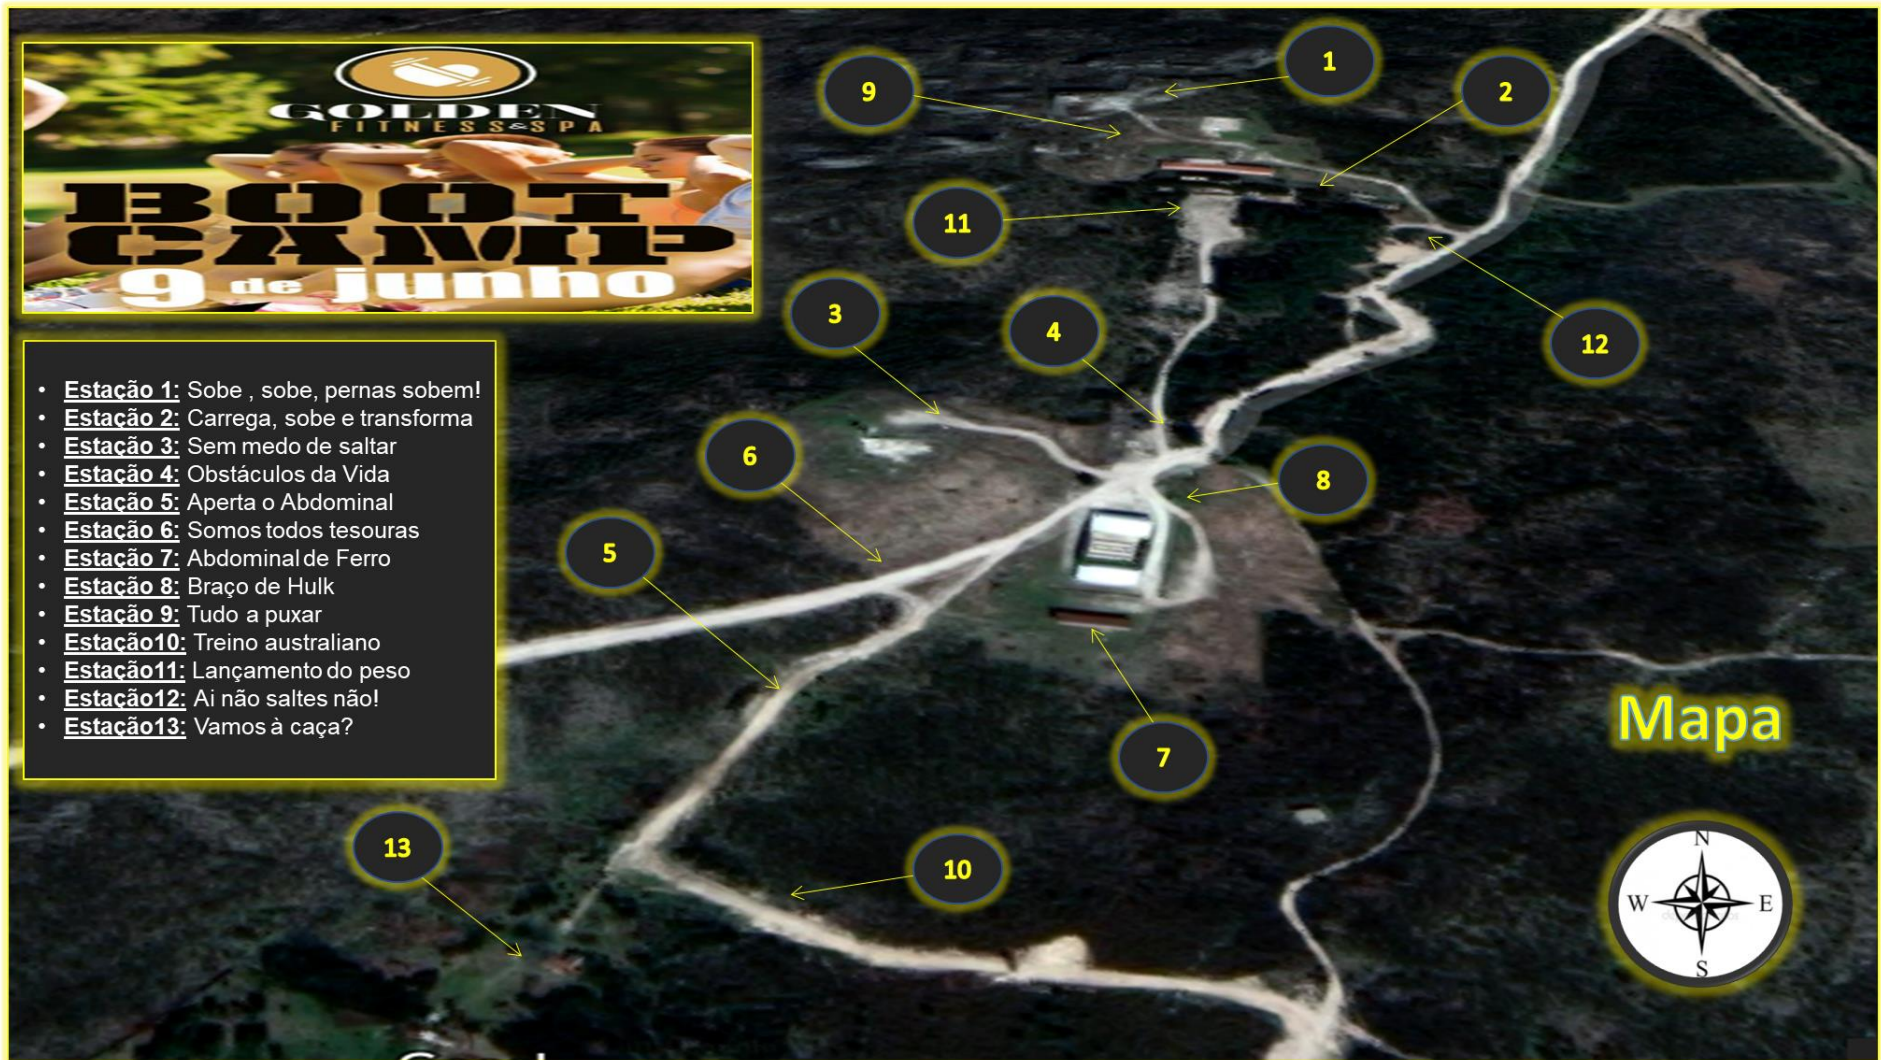 GOLDEN
FITNESS & SPA
BOOT
CAMP
9 de junho
• Estação 1: Sobe , sobe, pernas sobem!
• Estação 2: Carrega, sobe e transforma
• Estação 3: Sem medo de saltar
• Estação 4: Obstáculos da Vida
• Estação 5: Aperta o Abdominal
• Estação 6: Somos todos tesouras
• Estação 7: Abdominal de Ferro
• Estação 8: Braço de Hulk
• Estação 9: Tudo a puxar
• Estação10: Treino australiano
• Estação11: Lançamento do peso
• Estação12: Ai não saltes não!
• Estação13: Vamos à caça?
1
9
2
11
3
4
12
6
8
5
7
Mapa
13
10
N
W E
S